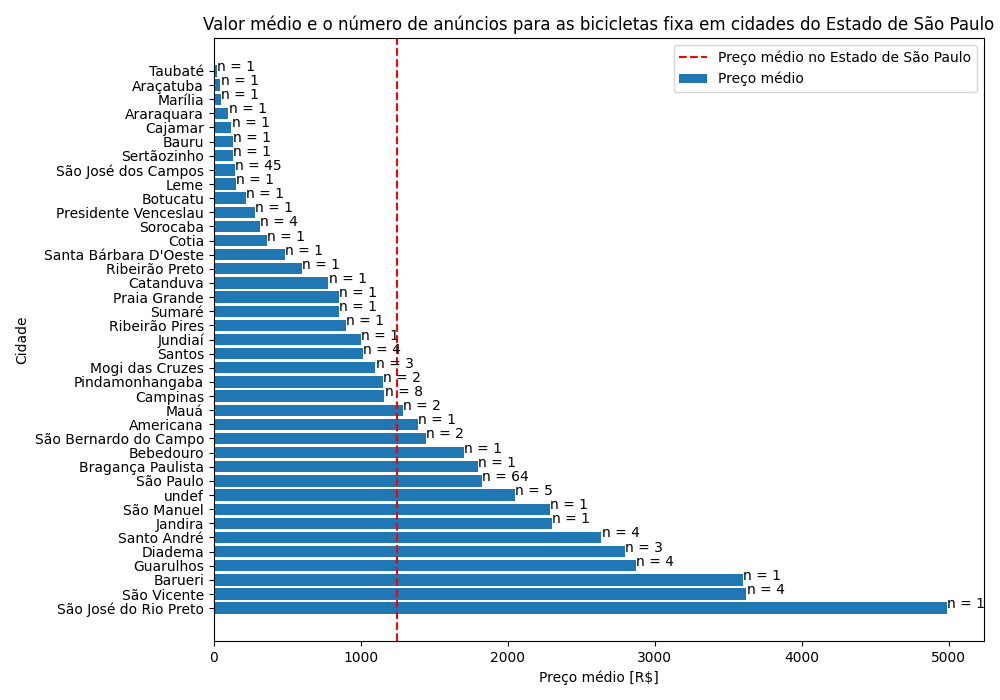 Valor médio e o número de anúncios para as bicicletas fixa em cidades do Estado de São Paulo
Preço médio no Estado de São Paulo
Preço médio
Cidade
Taubaté n = 1
Araçatuba n = 1
Marília n = 1
Araraquara n = 1
Cajamar n = 1
Bauru n = 1
Sertãozinho n = 1
São José dos Campos n = 45
Leme n = 1
Botucatu n = 1
Presidente Venceslau n = 1
Sorocaba n = 4
Cotia n = 1
Santa Bárbara D'Oeste n = 1
Ribeirão Preto n = 1
Catanduva n = 1
Praia Grande n = 1
Sumaré n = 1
Ribeirão Pires n = 1
Jundiaí n = 1
Santos n = 4
Mogi das Cruzes n = 3
Pindamonhangaba n = 2
Campinas n = 8
Mauá n = 2
Americana n = 1
São Bernardo do Campo n = 2
Bebedouro n = 1
Bragança Paulista n = 1
São Paulo n = 64
undef n = 5
São Manuel n = 1
Jandira n = 1
Santo André n = 4
Diadema n = 3
Guarulhos n = 4
Barueri n = 1
São Vicente n = 4
São José do Rio Preto n = 1
0 1000 2000 3000 4000 5000
Preço médio [R$]